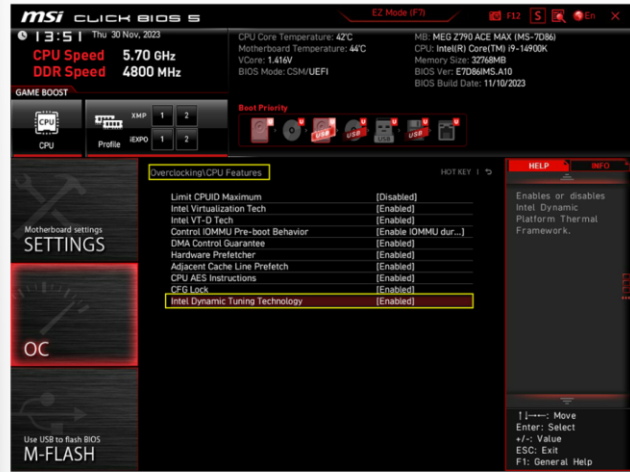 msi CLICK BIOS 5
EZ Mode (F7)
F12
S
En
X
13:51 Thu 30 Nov, 2023
CPU Speed 5.70 GHz
DDR Speed 4800 MHz
CPU Core Temperature: 42°C
Motherboard Temperature: 44°C
VCore: 1.416V
BIOS Mode: CSM/UEFI
MB: MEG Z790 ACE MAX (MS-7D86)
CPU: Intel(R) Core(TM) i9-14900K
Memory Size: 32768MB
BIOS Ver: E7D86IMS.A10
BIOS Build Date: 11/10/2023
GAME BOOST
CPU
CPU
Profile
XMP 1 2
iEXPO 1 2
Boot Priority
U U U U U U U
USB USB USB USB
Motherboard settings
SETTINGS
OC
Use USB to flash BIOS
M-FLASH
Overclocking\CPU Features
HOT KEY |
Limit CPUID Maximum [Disabled]
Intel Virtualization Tech [Enabled]
Intel VT-D Tech [Enabled]
Control IOMMU Pre-boot Behavior [Enable IOMMU dur...]
DMA Control Guarantee [Enabled]
Hardware Prefetcher [Enabled]
Adjacent Cache Line Prefetch [Enabled]
CPU AES Instructions [Enabled]
CFG Lock [Enabled]
Intel Dynamic Tuning Technology [Enabled]
HELP
INFO
Enables or disables
Intel Dynamic
Platform Thermal
Framework.
↑↓→←: Move
Enter: Select
+/-: Value
ESC: Exit
F1: General Help